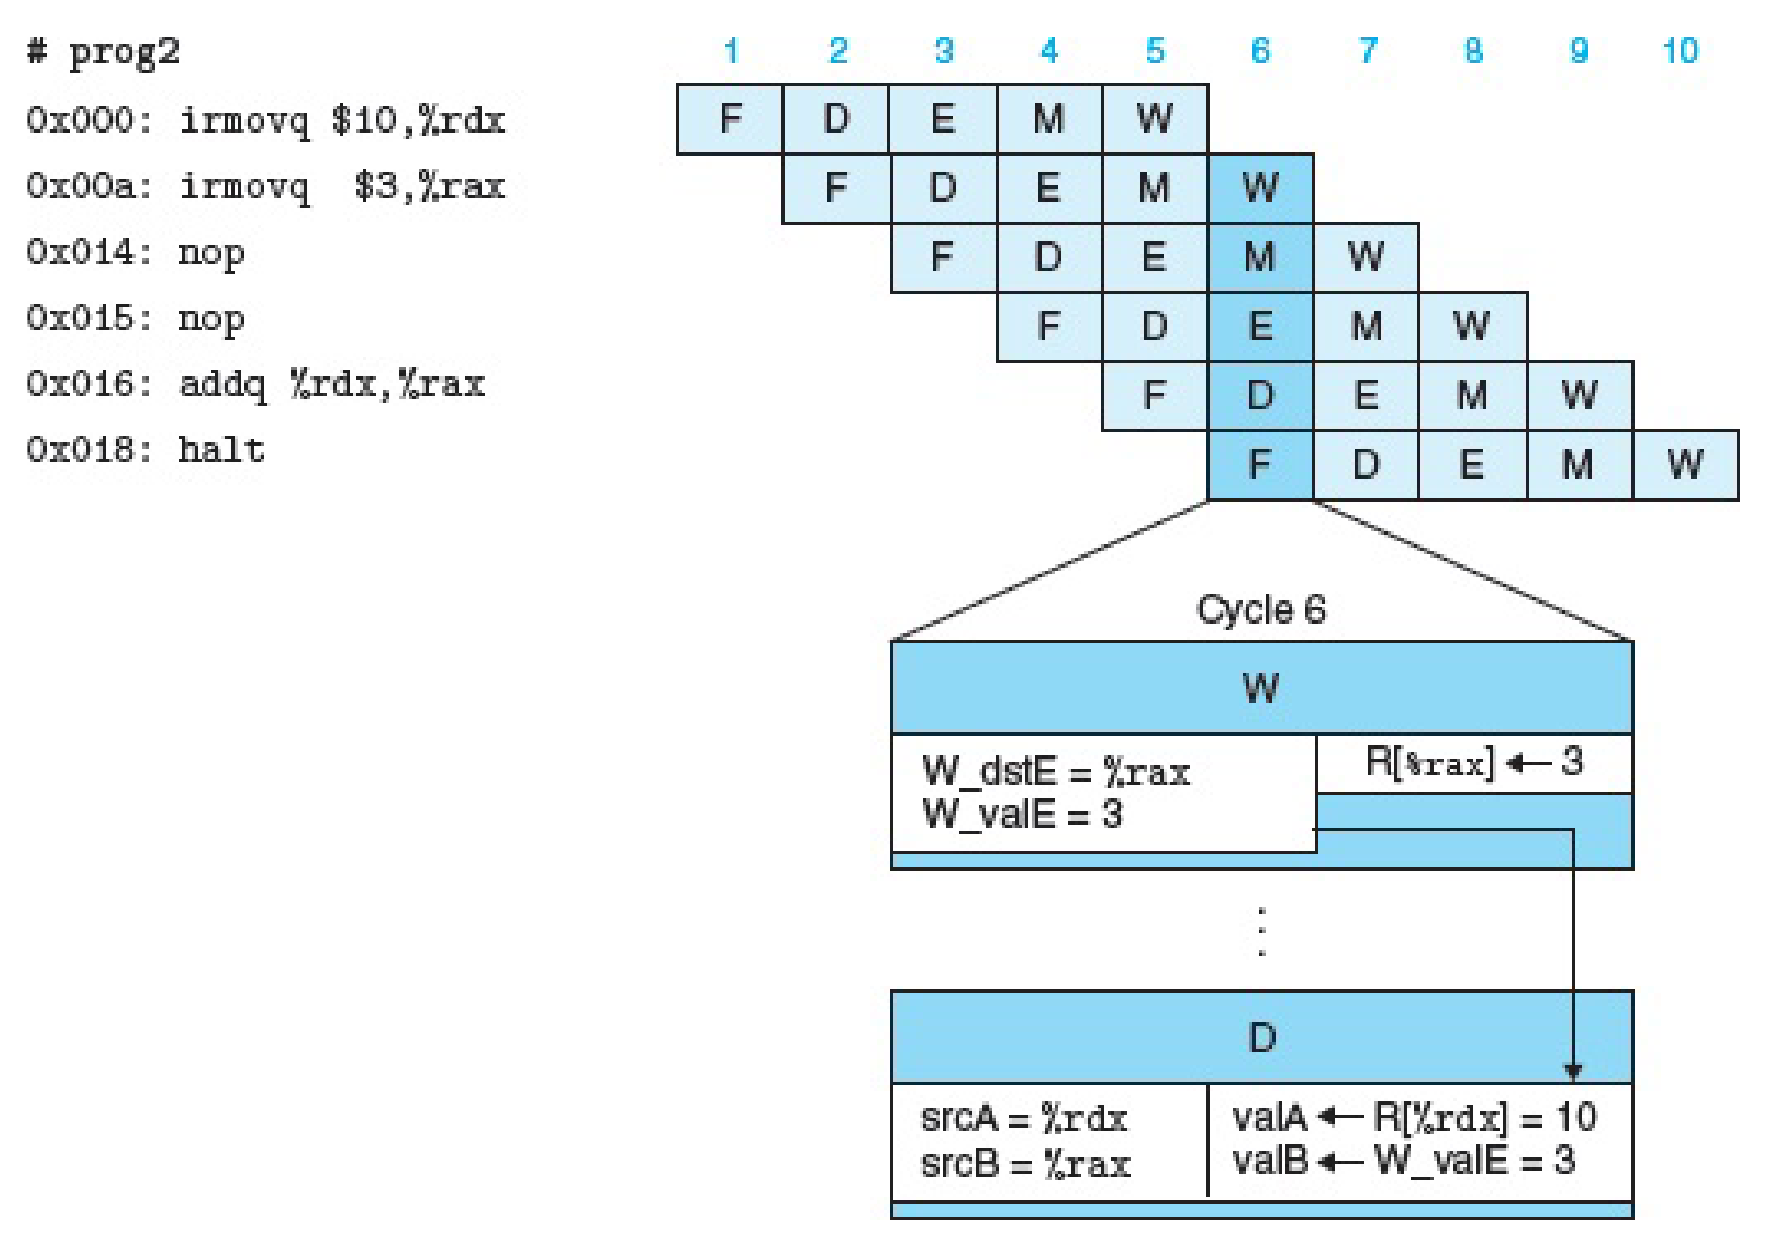 # prog2
1 2 3 4 5 6 7 8 9 10
0x000: irmovq $10,%rdx F D E M W
0x00a: irmovq $3,%rax F D E M W
0x014: nop F D E M W
0x015: nop F D E M W
0x016: addq %rdx,%rax F D E M W
0x018: halt F D E M W
Cycle 6
W
W_dstE = %rax
W_valE = 3
R[%rax] ← 3
⋮
D
srcA = %rdx
srcB = %rax
valA ← R[%rdx] = 10
valB ← W_valE = 3